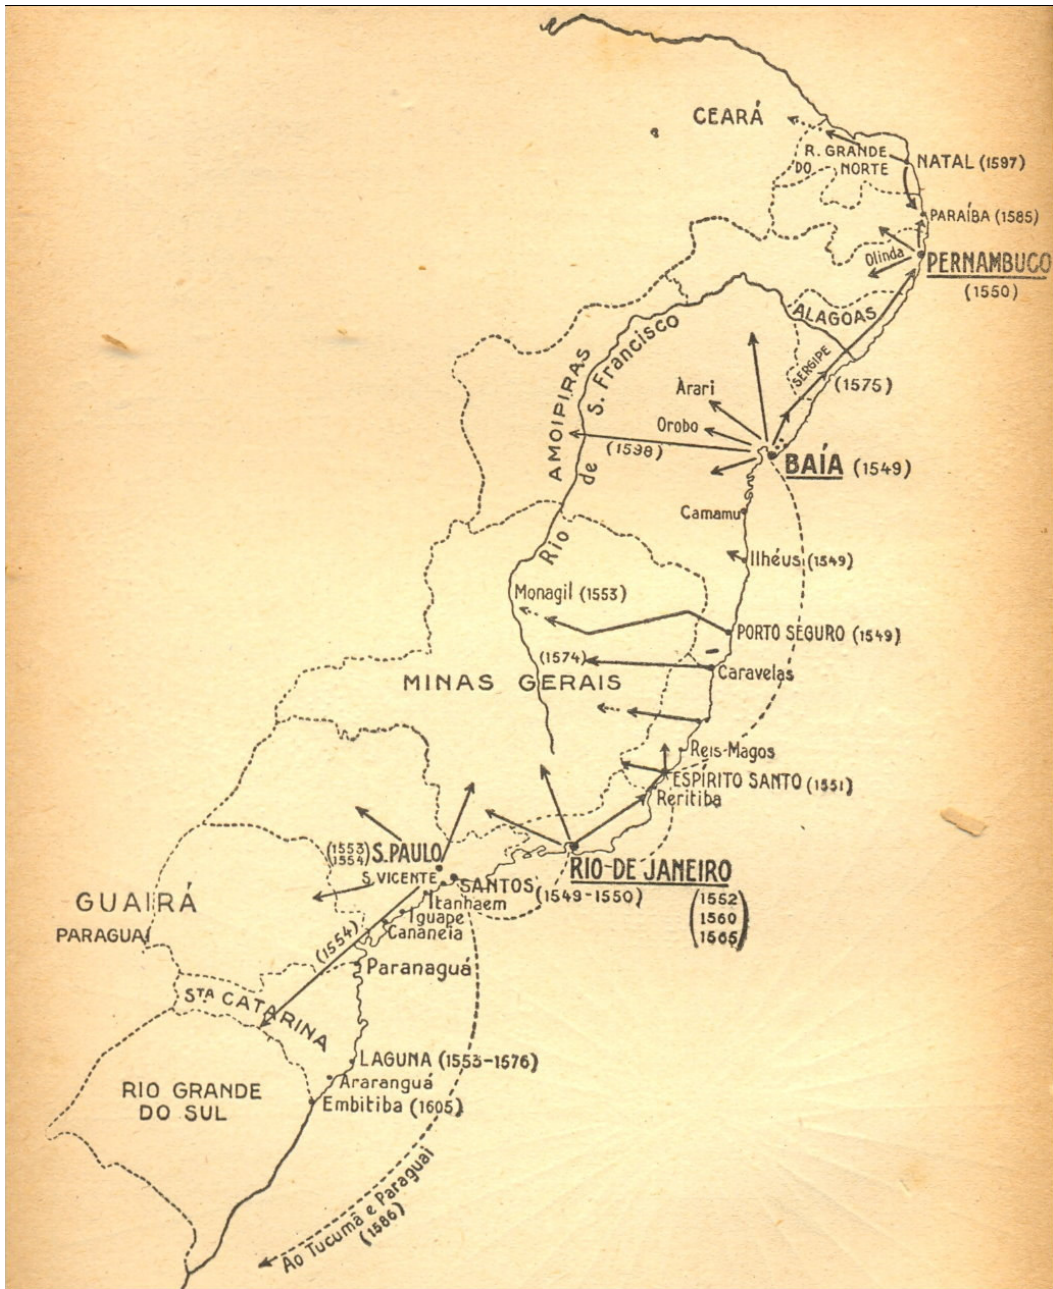 CEARÁ
R. GRANDE
DO NORTE
NATAL (1597)
PARAÍBA (1585)
Olinda
PERNAMBUCO
(1550)
ALAGOAS
SERGIPE
(1575)
AMOIPIRAS
Rio de S. Francisco
Àrari
Orobo
(1598)
BAÍA (1549)
Camamu
Ilhéus (1549)
Monagil (1553)
PORTO SEGURO (1549)
(1574)
Caravelas
MINAS GERAIS
Reis-Magos
ESPÍRITO SANTO (1551)
Reritiba
(1553
1554)
S. PAULO
S. VICENTE
SANTOS
(1549-1550)
RIO-DE JANEIRO
(1552
1560
1565)
Itanhaem
Iguape
Cananeia
GUAIRÁ
PARAGUAI
(1554)
Paranaguá
STA CATARINA
LAGUNA (1553-1576)
Araranguá
Embitiba (1605)
RIO GRANDE
DO SUL
Ao Tucumã e Paraguai
(1586)